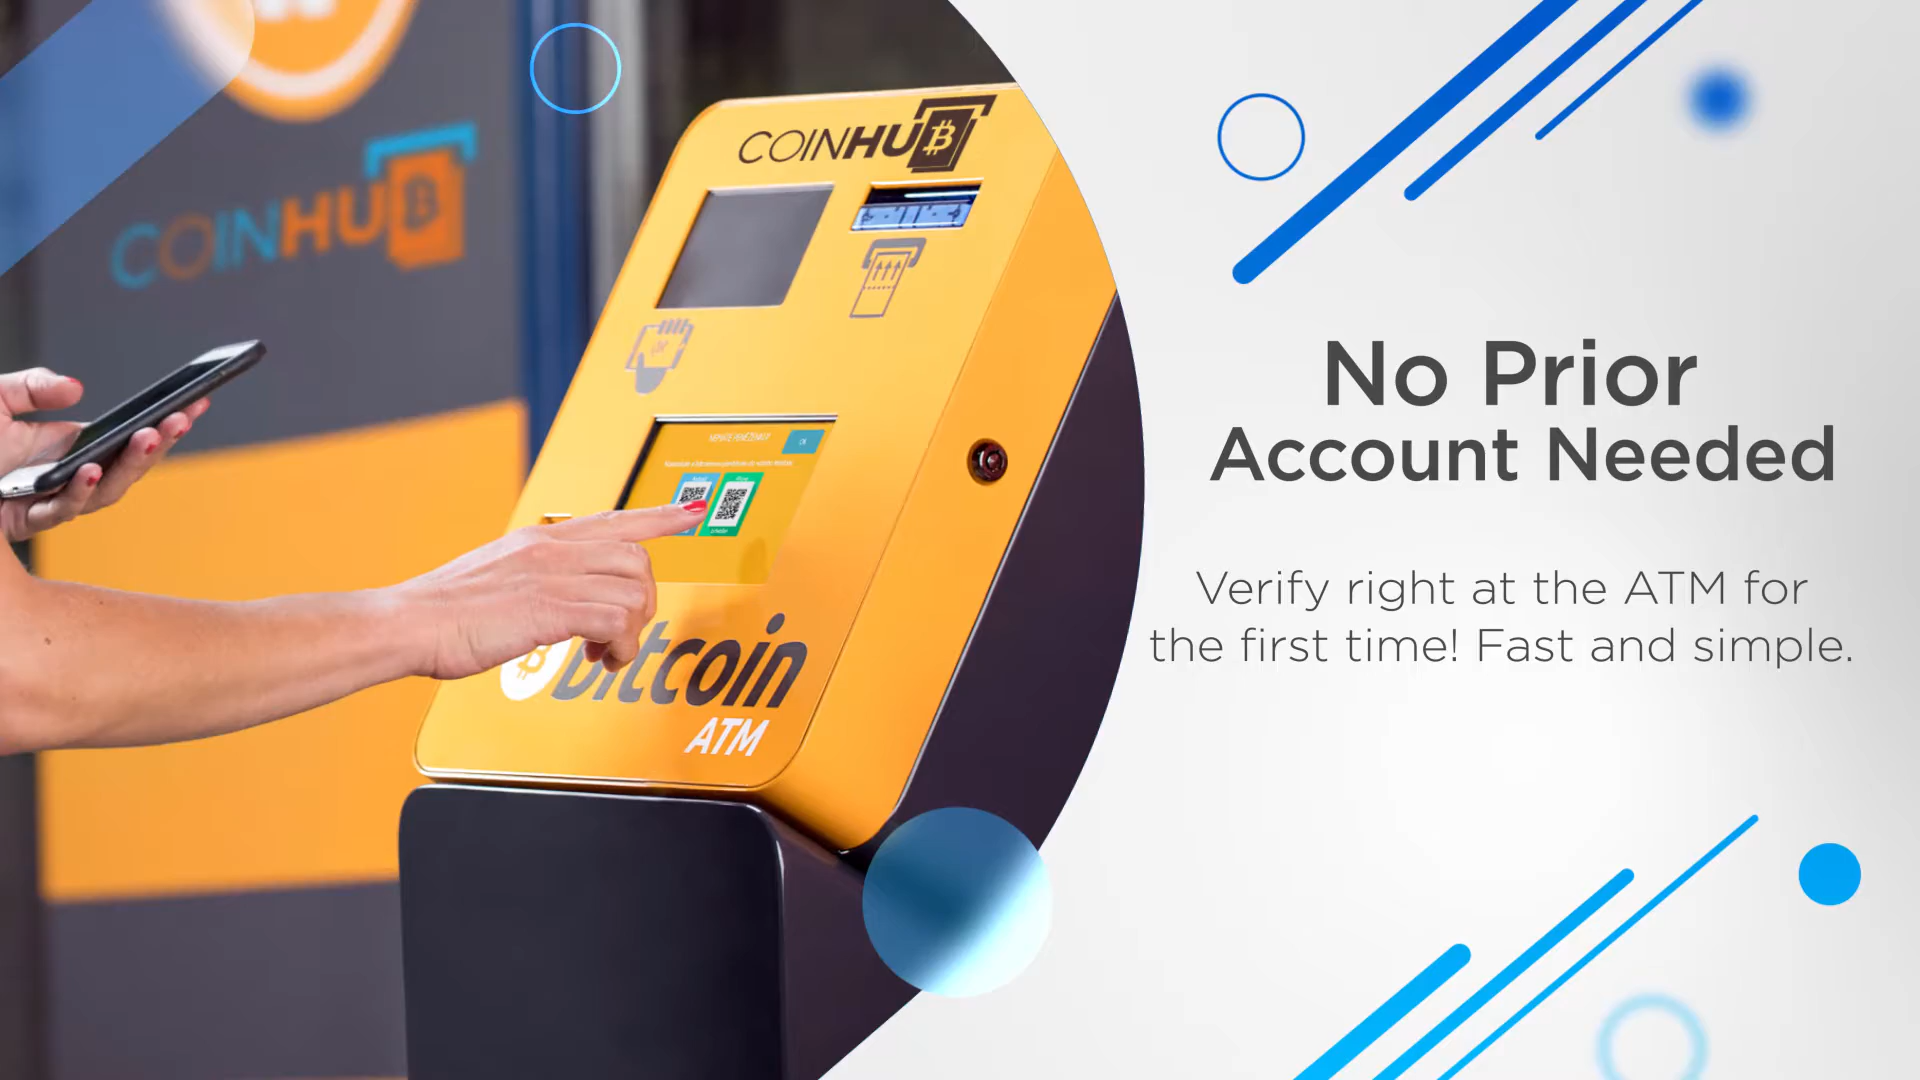 COINHUB
COINHUB
Bitcoin
ATM
No Prior
Account Needed
Verify right at the ATM for
the first time! Fast and simple.